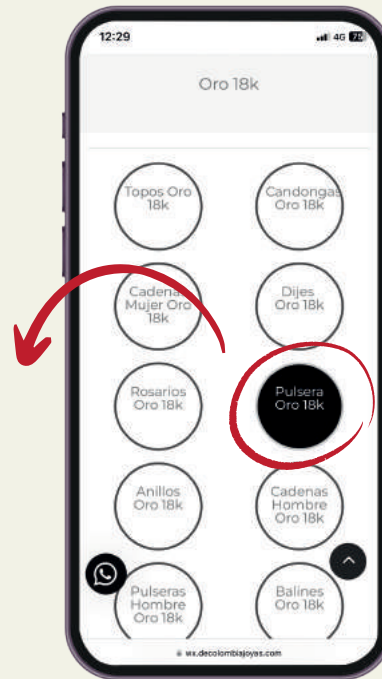 12:29
4G 75
Oro 18k
Topos Oro
18k
Candongas
Oro 18k
Cadenas
Mujer Oro
18k
Dijes
Oro 18k
Rosarios
Oro 18k
Pulsera
Oro 18k
Anillos
Oro 18k
Cadenas
Hombre
Oro 18k
Pulseras
Hombre
Oro 18k
Balines
Oro 18k
wx.decolombiajoyas.com